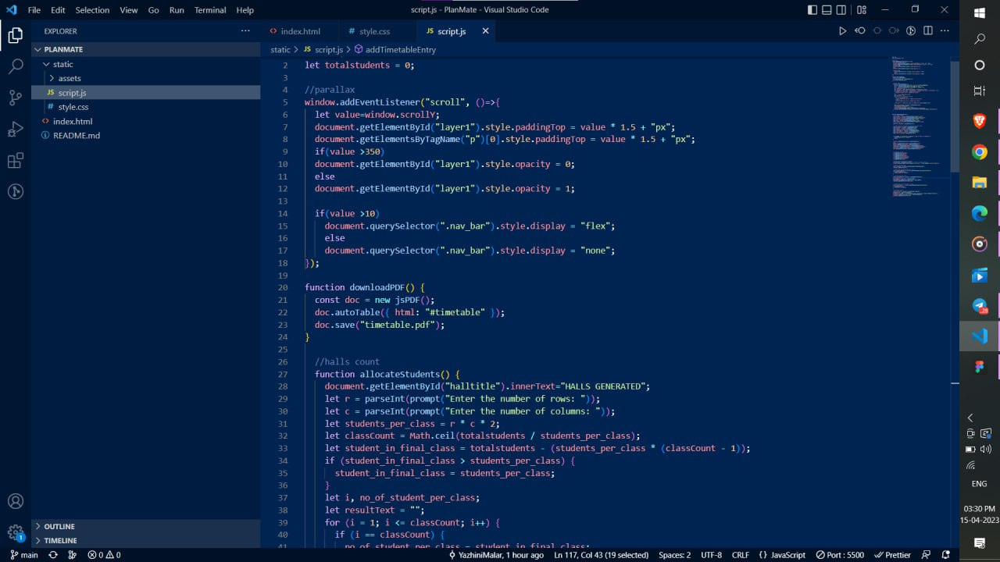 File Edit Selection View Go Run Terminal Help
script.js - PlanMate - Visual Studio Code
EXPLORER
PLANMATE
static
assets
JS script.js
# style.css
<> index.html
README.md
OUTLINE
TIMELINE
<> index.html
# style.css
JS script.js
static > JS script.js > addTimetableEntry
2 let totalstudents = 0;
3
4 //parallax
5 window.addEventListener("scroll", ()=>{
6 let value=window.scrollY;
7 document.getElementById("layer1").style.paddingTop = value * 1.5 + "px";
8 document.getElementsByTagName("p")[0].style.paddingTop = value * 1.5 + "px";
9 if(value >350)
10 document.getElementById("layer1").style.opacity = 0;
11 else
12 document.getElementById("layer1").style.opacity = 1;
13
14 if(value >10)
15 document.querySelector(".nav_bar").style.display = "flex";
16 else
17 document.querySelector(".nav_bar").style.display = "none";
18 });
19
20 function downloadPDF() {
21 const doc = new jsPDF();
22 doc.autoTable({ html: "#timetable" });
23 doc.save("timetable.pdf");
24 }
25
26 //halls count
27 function allocateStudents() {
28 document.getElementById("halltitle").innerText="HALLS GENERATED";
29 let r = parseInt(prompt("Enter the number of rows: "));
30 let c = parseInt(prompt("Enter the number of columns: "));
31 let students_per_class = r * c * 2;
32 let classCount = Math.ceil(totalstudents / students_per_class);
33 let student_in_final_class = totalstudents - (students_per_class * (classCount - 1));
34 if (student_in_final_class > students_per_class) {
35 student_in_final_class = students_per_class;
36 }
37 let i, no_of_student_per_class;
38 let resultText = "";
39 for (i = 1; i <= classCount; i++) {
40 if (i == classCount) {
41 no_of_student_per_class = student_in_final_class;
main
0 0
YazhiniMalar, 1 hour ago
Ln 117, Col 43 (19 selected)
Spaces: 2
UTF-8
CRLF
{} JavaScript
Port : 5500
Prettier
1
28
ENG
03:30 PM
15-04-2023